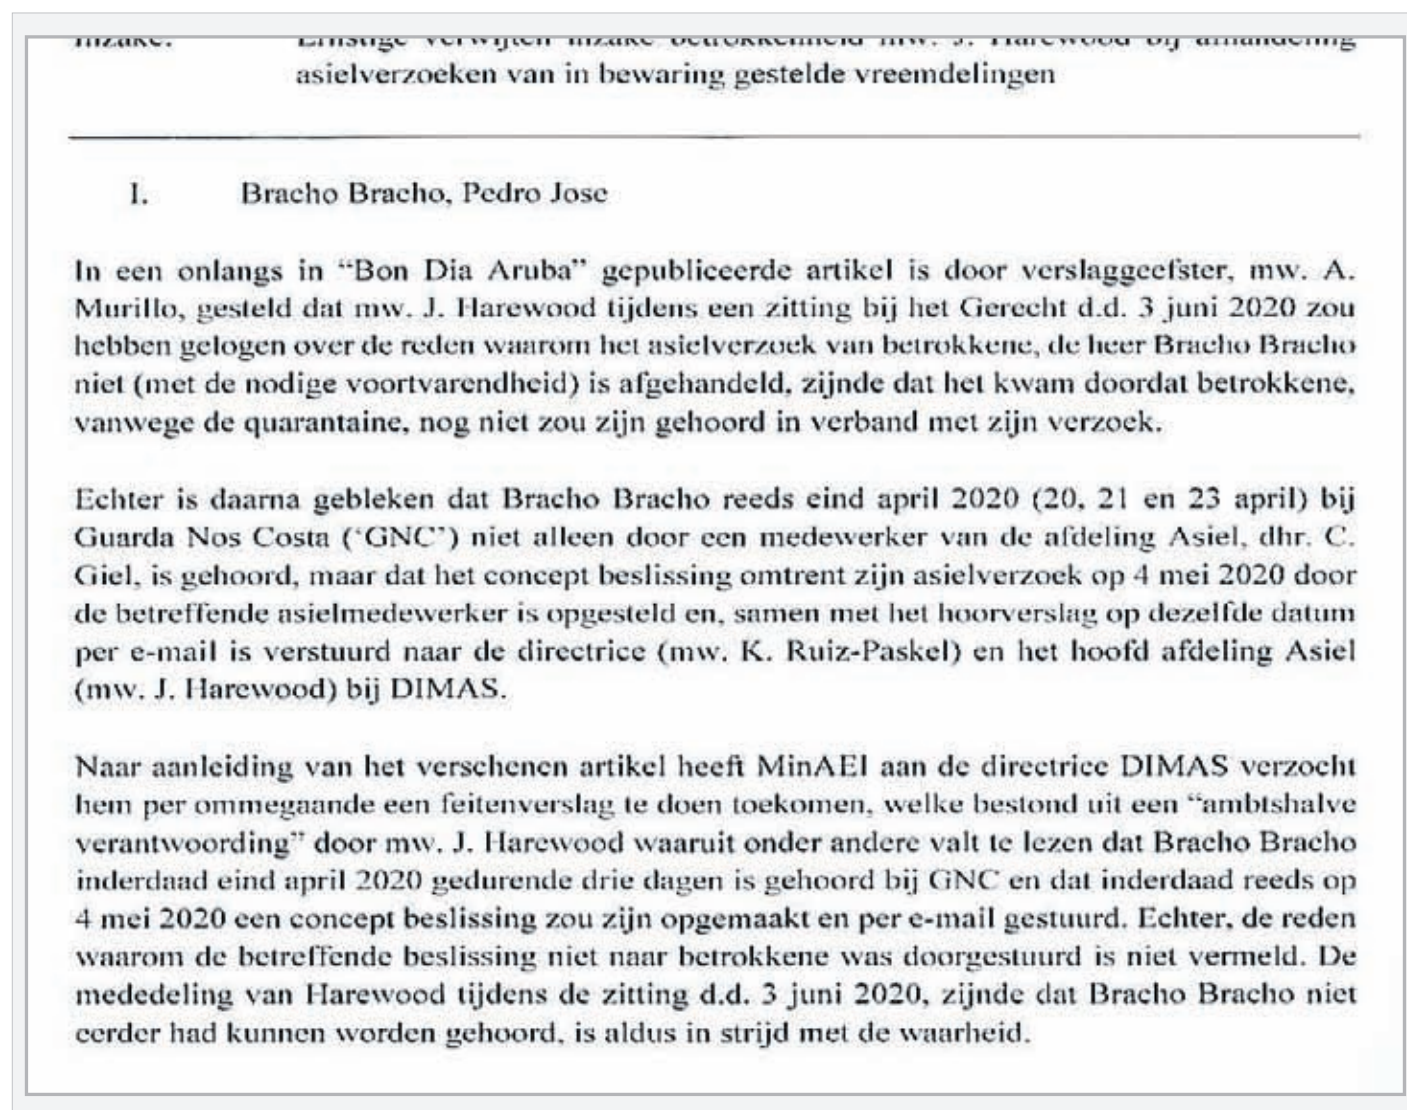 Inzake: Ernstige verwijten inzake betrokkenheid mw. J. Harewood bij afhandeling
asielverzoeken van in bewaring gestelde vreemdelingen
I. Bracho Bracho, Pedro Jose
In een onlangs in “Bon Dia Aruba” gepubliceerde artikel is door verslaggeefster, mw. A.
Murillo, gesteld dat mw. J. Harewood tijdens een zitting bij het Gerecht d.d. 3 juni 2020 zou
hebben gelogen over de reden waarom het asielverzoek van betrokkene, de heer Bracho Bracho
niet (met de nodige voortvarendheid) is afgehandeld, zijnde dat het kwam doordat betrokkene,
vanwege de quarantaine, nog niet zou zijn gehoord in verband met zijn verzoek.
Echter is daarna gebleken dat Bracho Bracho reeds eind april 2020 (20, 21 en 23 april) bij
Guarda Nos Costa (‘GNC’) niet alleen door een medewerker van de afdeling Asiel, dhr. C.
Giel, is gehoord, maar dat het concept beslissing omtrent zijn asielverzoek op 4 mei 2020 door
de betreffende asielmedewerker is opgesteld en, samen met het hoorverslag op dezelfde datum
per e-mail is verstuurd naar de directrice (mw. K. Ruiz-Paskel) en het hoofd afdeling Asiel
(mw. J. Harewood) bij DIMAS.
Naar aanleiding van het verschenen artikel heeft MinAEI aan de directrice DIMAS verzocht
hem per ommegaande een feitenverslag te doen toekomen, welke bestond uit een “ambtshalve
verantwoording” door mw. J. Harewood waaruit onder andere valt te lezen dat Bracho Bracho
inderdaad eind april 2020 gedurende drie dagen is gehoord bij GNC en dat inderdaad reeds op
4 mei 2020 een concept beslissing zou zijn opgemaakt en per e-mail gestuurd. Echter, de reden
waarom de betreffende beslissing niet naar betrokkene was doorgestuurd is niet vermeld. De
mededeling van Harewood tijdens de zitting d.d. 3 juni 2020, zijnde dat Bracho Bracho niet
eerder had kunnen worden gehoord, is aldus in strijd met de waarheid.